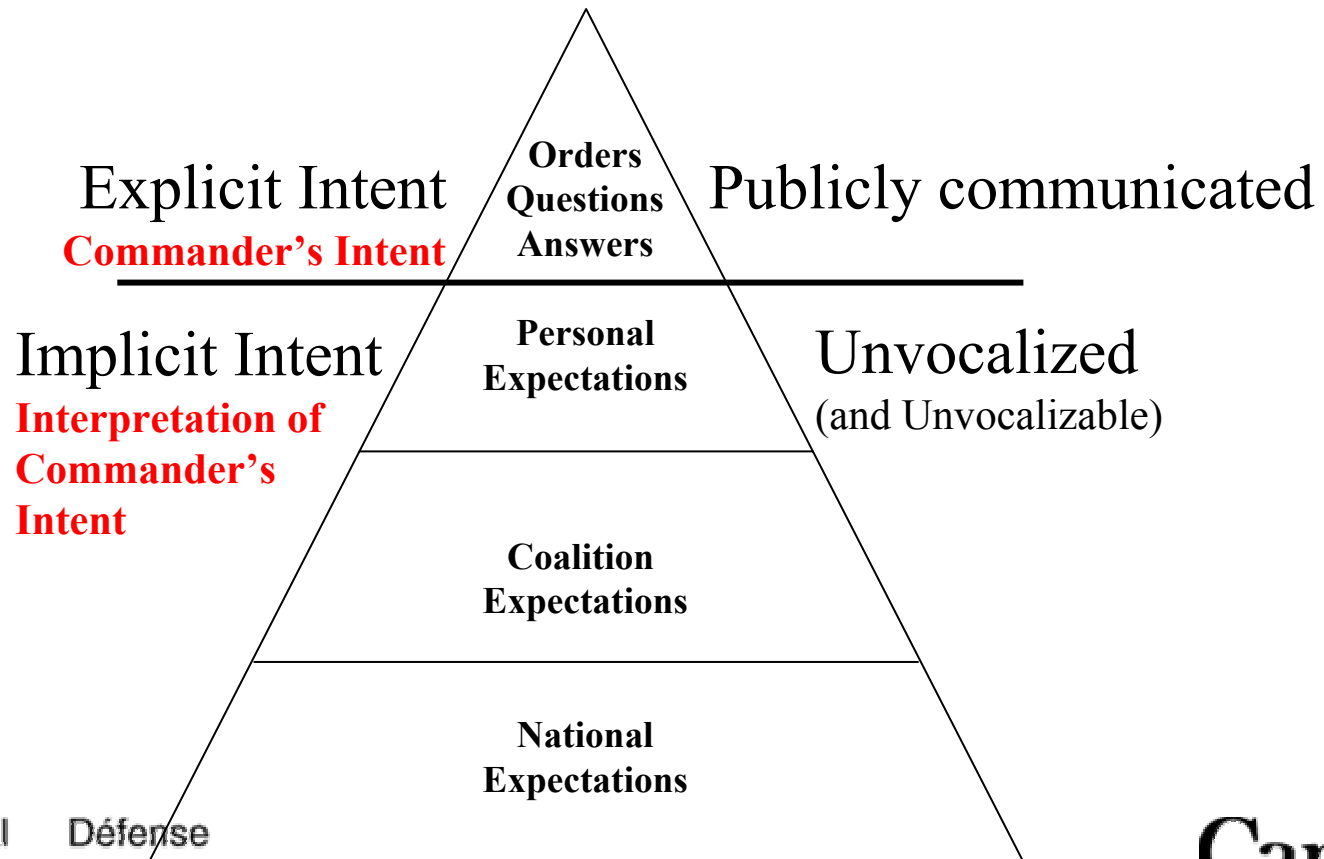 Orders
Questions
Answers
Explicit Intent
Commander’s Intent
Publicly communicated
Personal
Expectations
Implicit Intent
Interpretation of
Commander’s
Intent
Unvocalized
(and Unvocalizable)
Coalition
Expectations
National
Expectations
Défense